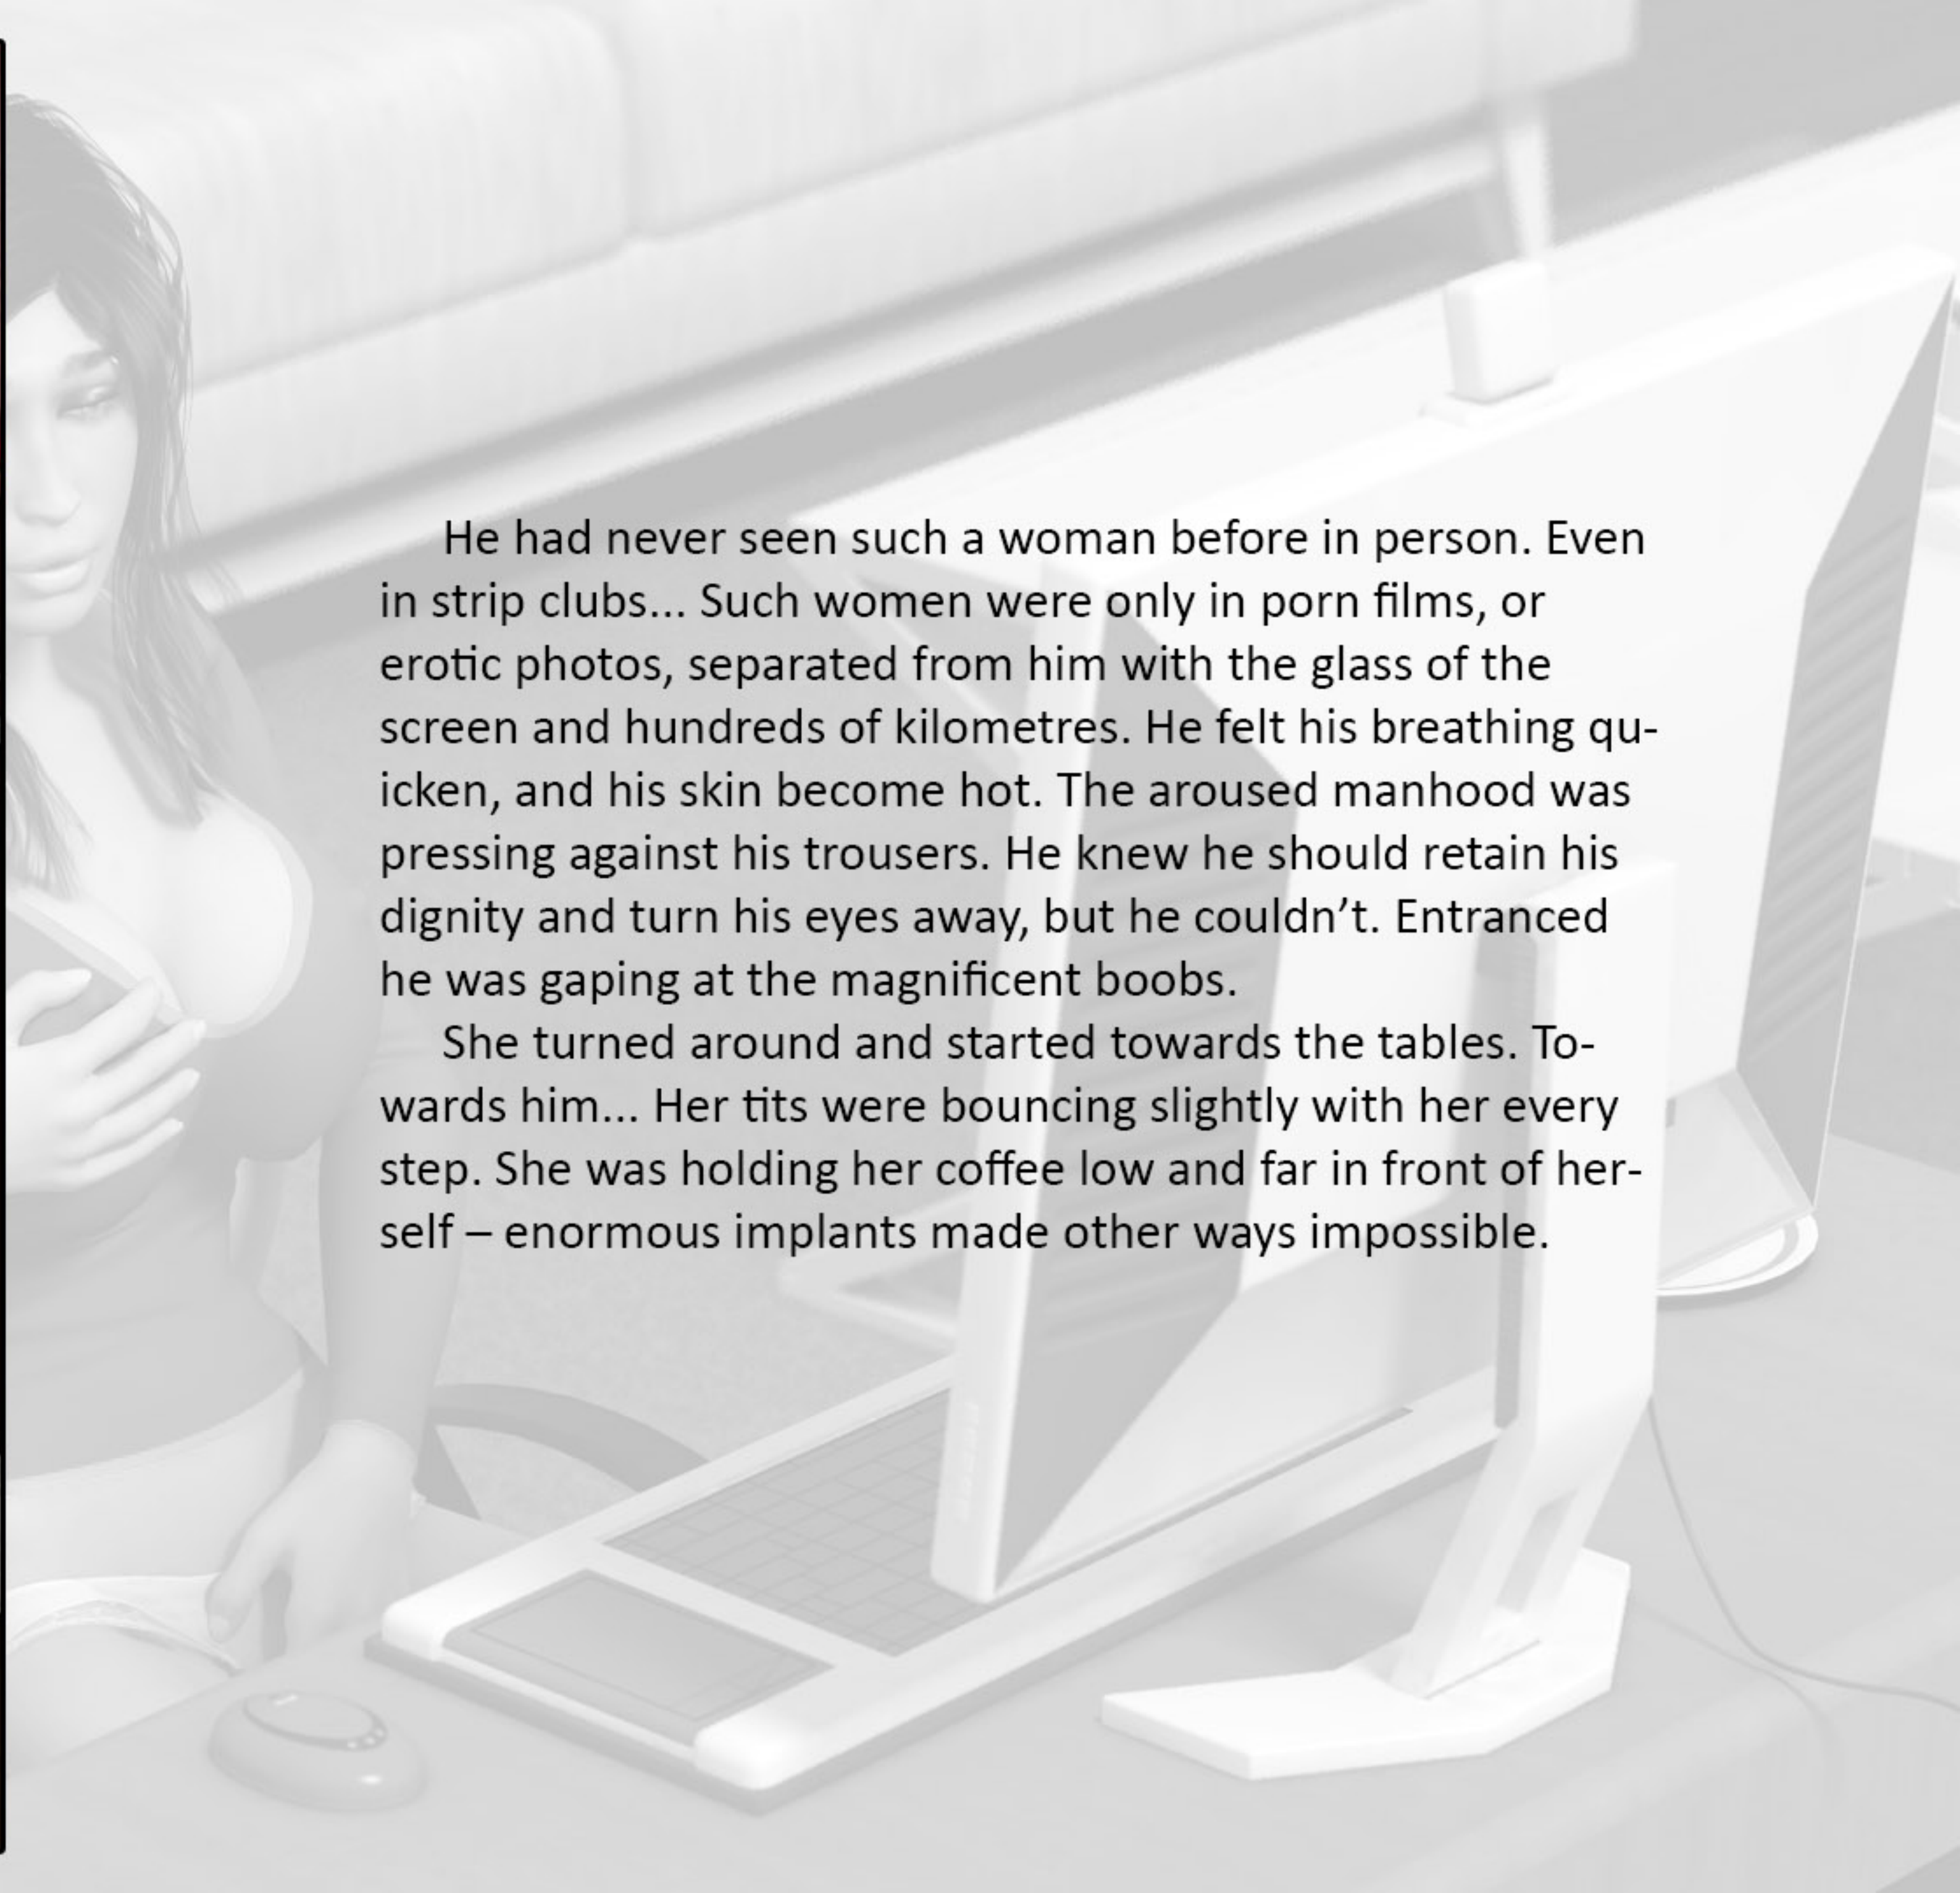 He had never seen such a woman before in person. Even
in strip clubs... Such women were only in porn films, or
erotic photos, separated from him with the glass of the
screen and hundreds of kilometres. He felt his breathing qu-
icken, and his skin become hot. The aroused manhood was
pressing against his trousers. He knew he should retain his
dignity and turn his eyes away, but he couldn’t. Entranced
he was gaping at the magnificent boobs.
She turned around and started towards the tables. To-
wards him... Her tits were bouncing slightly with her every
step. She was holding her coffee low and far in front of her-
self – enormous implants made other ways impossible.